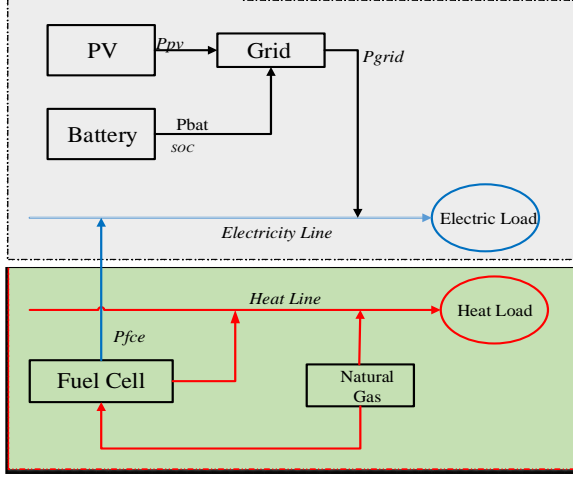 PV
Ppv
Grid
Pgrid
Battery
Pbat
soc
Electric Load
Electricity Line
Heat Line
Heat Load
Pfce
Fuel Cell
Natural
Gas